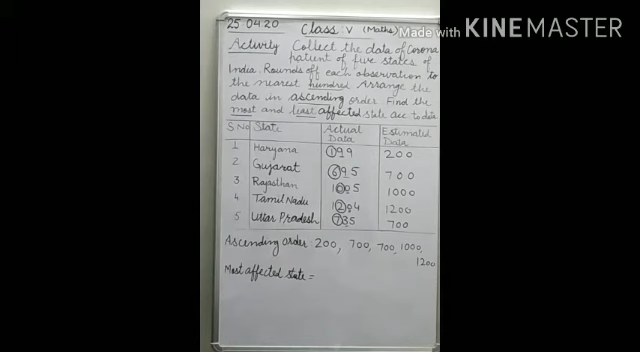 Made with KINEMASTER
25.04.20 Class V (Maths)
Activity Collect the data of Corona
patient of five states of
India. Rounds off each observation to
the nearest hundred Arrange the
data in ascending order Find the
most and least affected state acc to data
S.No State Actual Data Estimated Data
1 Haryana 199 200
2 Gujarat 695 700
3 Rajasthan 1095 1000
4 Tamil Nadu 1204 1200
5 Uttar Pradesh 735 700
Ascending order: 200, 700, 700, 1000,
1200
Most affected state =